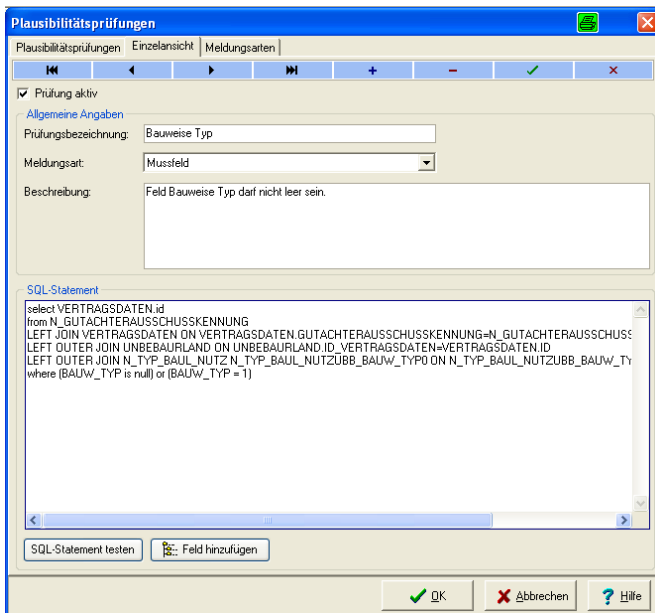 Plausibilitätsprüfungen
Plausibilitätsprüfungen Einzelansicht Meldungsarten
Prüfung aktiv
Allgemeine Angaben
Prüfungsbezeichnung: Bauweise Typ
Meldungsart: Mussfeld
Beschreibung: Feld Bauweise Typ darf nicht leer sein.
SQL-Statement
select VERTRAGSDATEN.id
from N_GUTACHTERAUSSCHUSSKENNUNG
LEFT JOIN VERTRAGSDATEN ON VERTRAGSDATEN.GUTACHTERAUSSCHUSSKENNUNG=N_GUTACHTERAUSSCHUSS
LEFT OUTER JOIN UNBEBAURLAND ON UNBEBAURLAND.ID_VERTRAGSDATEN=VERTRAGSDATEN.ID
LEFT OUTER JOIN N_TYP_BAUL_NUTZ N_TYP_BAUL_NUTZUBB_BAUW_TYP0 ON N_TYP_BAUL_NUTZUBB_BAUW_TY
where (BAUW_TYP is null) or (BAUW_TYP = 1)
SQL-Statement testen Feld hinzufügen
OK Abbrechen ? Hilfe